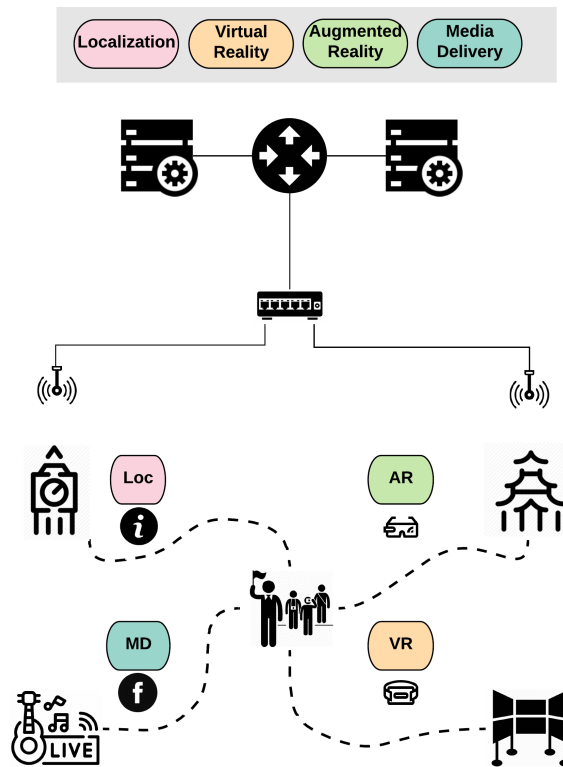 Localization
Virtual
Reality
Augmented
Reality
Media
Delivery
Loc
i
AR
MD
f
VR
LIVE